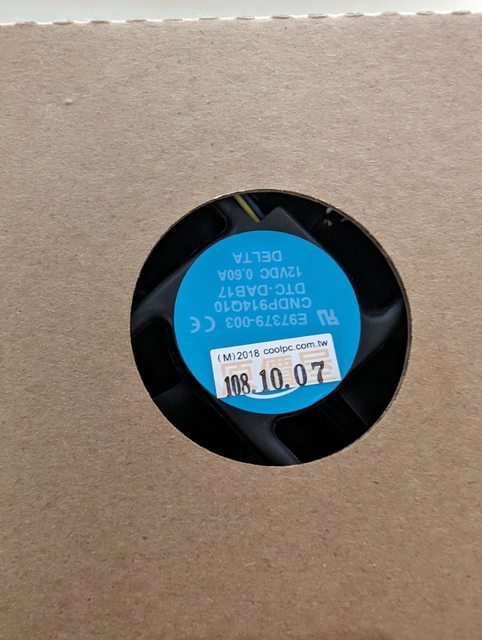 E97379-003 CE
CNDP914Q10
DTC-DAB17
12VDC 0.60A
DELTA
(M)2018 coolpc.com.tw
原價屋
108.10.07